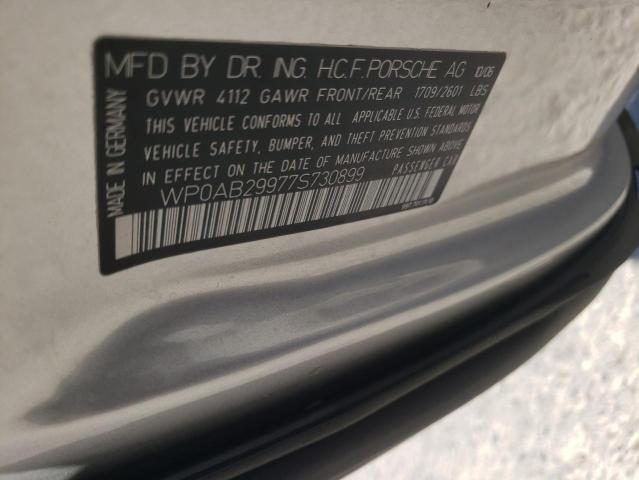 MFD BY DR. ING. H.C.F. PORSCHE AG 10/06
GVWR 4112 GAWR FRONT/REAR 1709/2601 LBS
THIS VEHICLE CONFORMS TO ALL APPLICABLE FEDERAL MOTOR
VEHICLE SAFETY, BUMPER, AND THEFT PREVENTION STANDARDS
IN EFFECT ON THE DATE OF MANUFACTURE SHOWN ABOVE
WP0AB29977S730899 PASSENGER CAR
MADE IN GERMANY